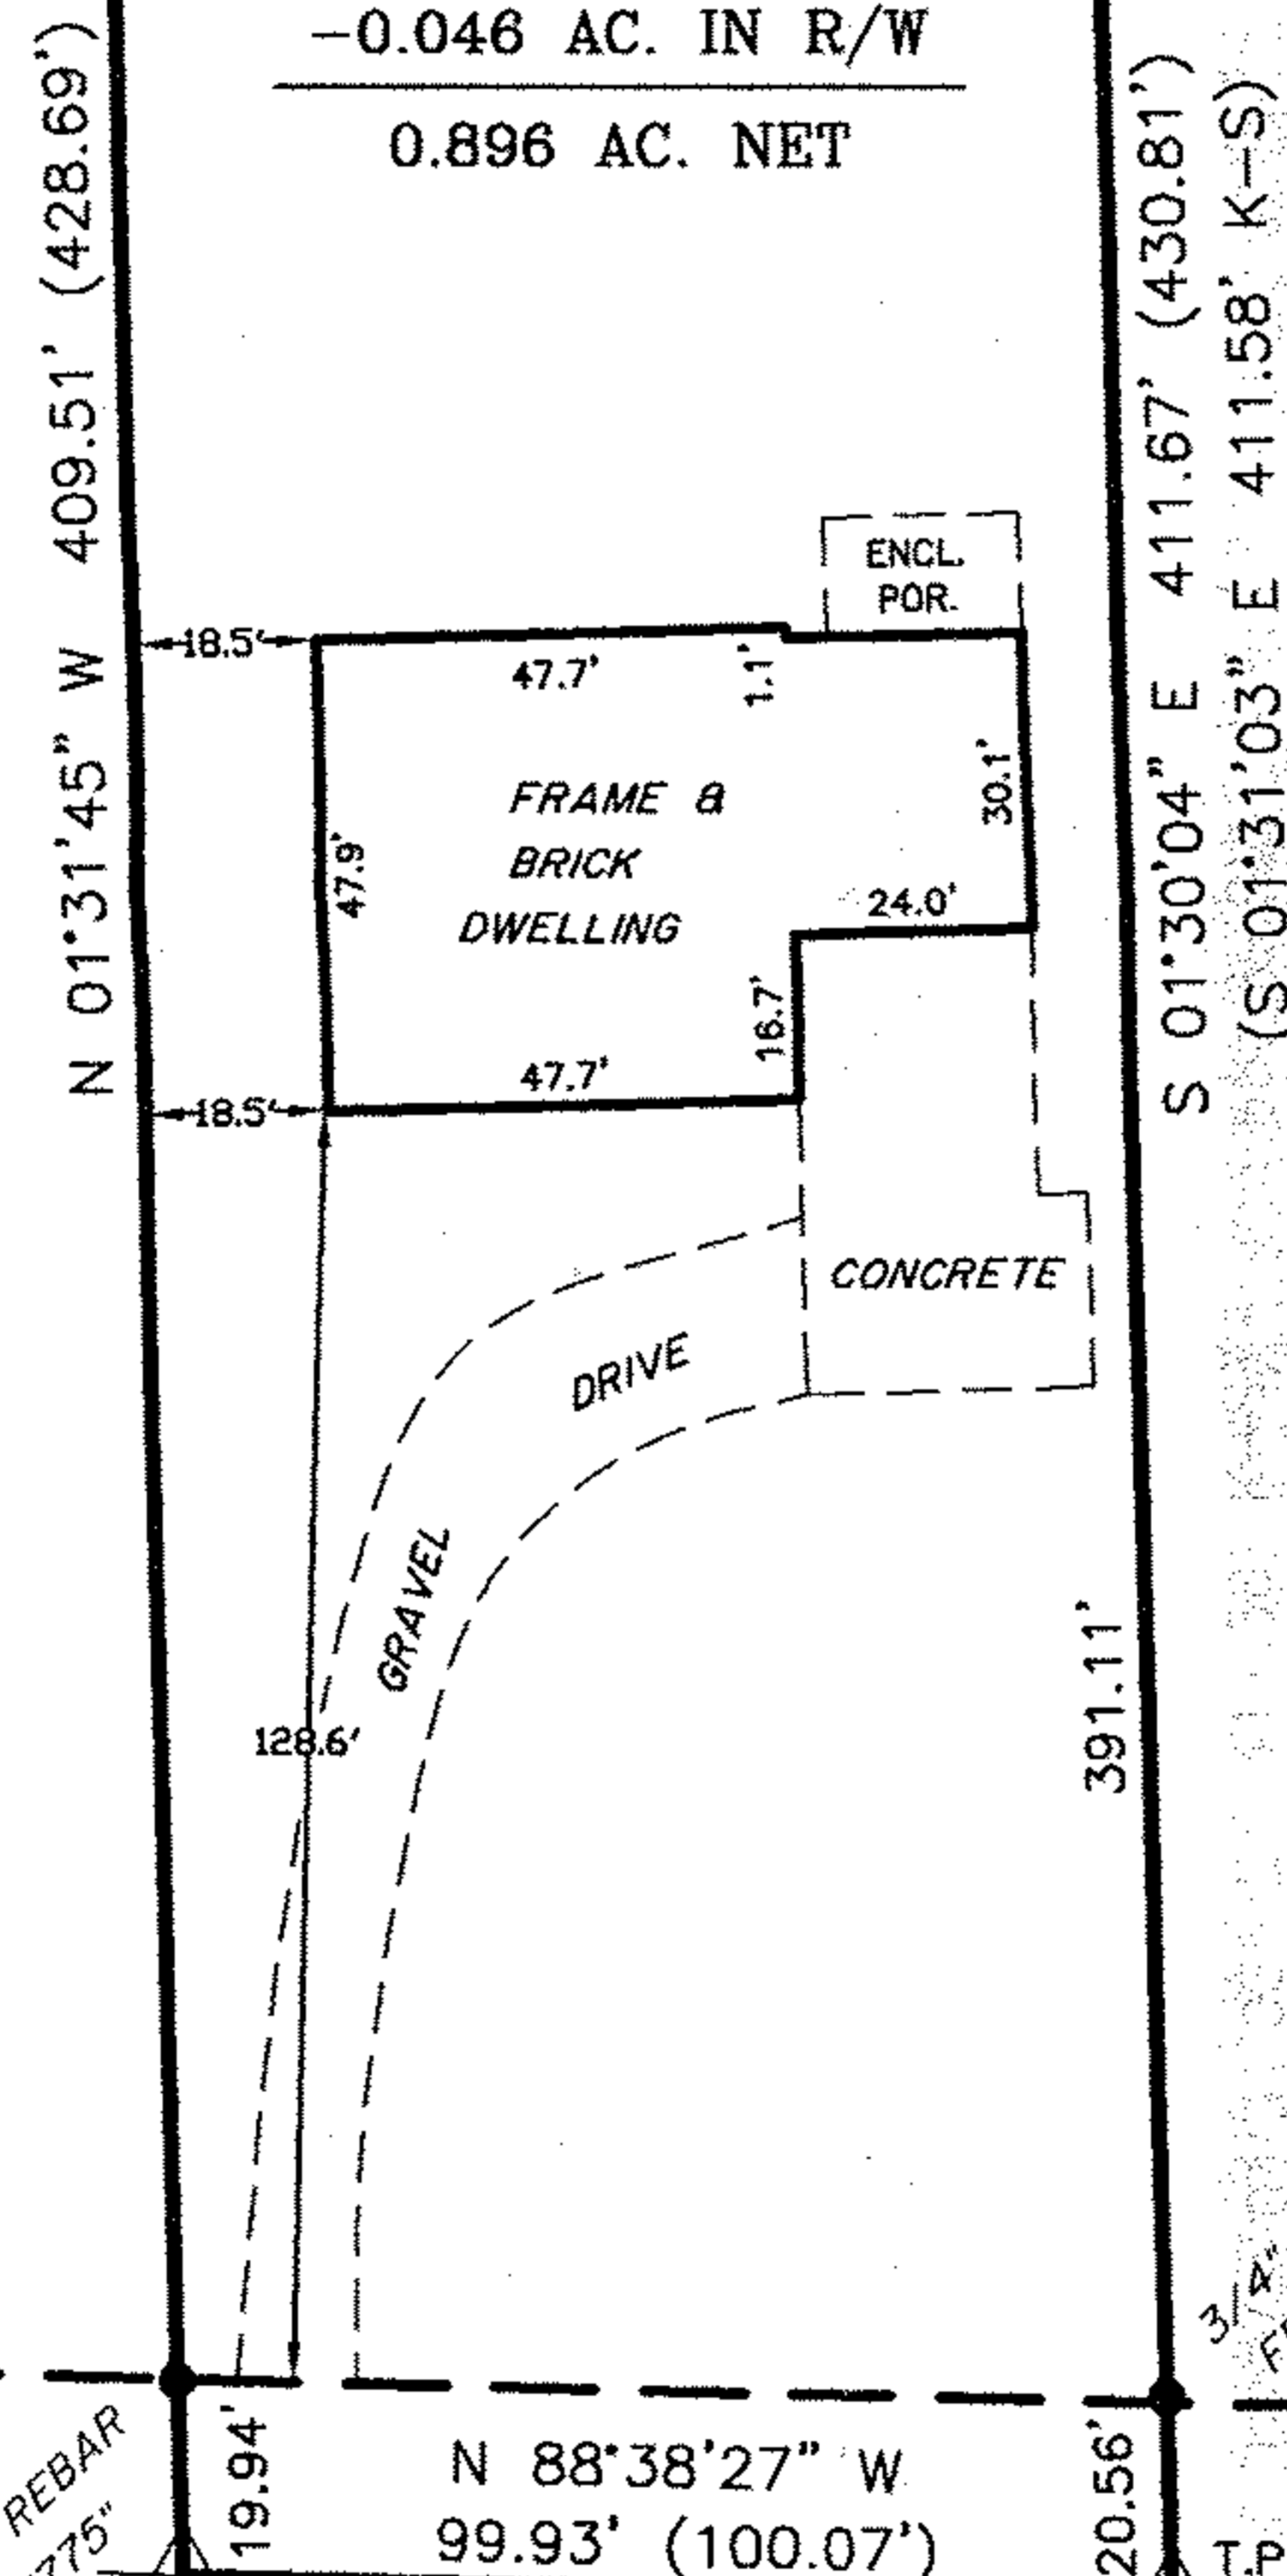 -0.046 AC. IN R/W
0.896 AC. NET
N 01°31'45" W 409.51' (428.69')
S 01°30'04" E 411.67' (430.81')
(S 01°31'03" E 411.58' K-S)
ENCL.
POR.
18.5'
47.7'
1.1'
30.1'
FRAME &
BRICK
DWELLING
47.9'
24.0'
16.7'
47.7'
18.5'
CONCRETE
DRIVE
GRAVEL
128.6'
391.11'
3/4"
REBAR
775"
19.94'
N 88°38'27" W
99.93' (100.07')
20.56'
T.P